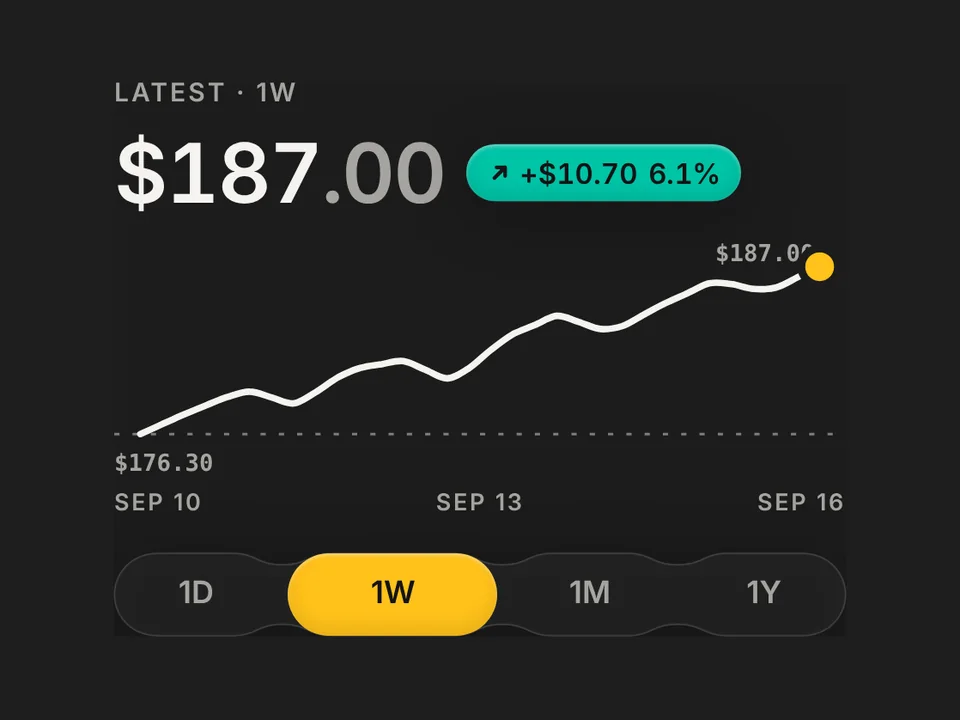 LATEST · 1W
$187.00
↗ +$10.70 6.1%
$187.00
$176.30
SEP 10 SEP 13 SEP 16
1D 1W 1M 1Y